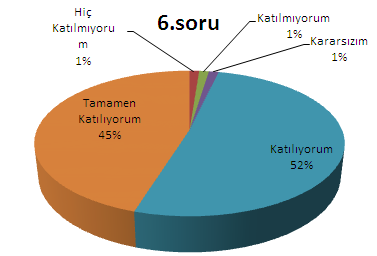 6.soru
Hiç
Katılmıyoru
m
1%
Katılmıyorum
1%
Kararsızım
1%
Katılıyorum
52%
Tamamen
Katılıyorum
45%